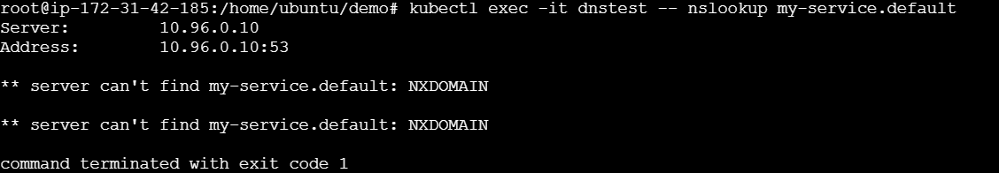 root@ip-172-31-42-185:/home/ubuntu/demo# kubectl exec -it dnstest -- nslookup my-service.default
Server:         10.96.0.10
Address:        10.96.0.10:53
** server can't find my-service.default: NXDOMAIN
** server can't find my-service.default: NXDOMAIN
command terminated with exit code 1